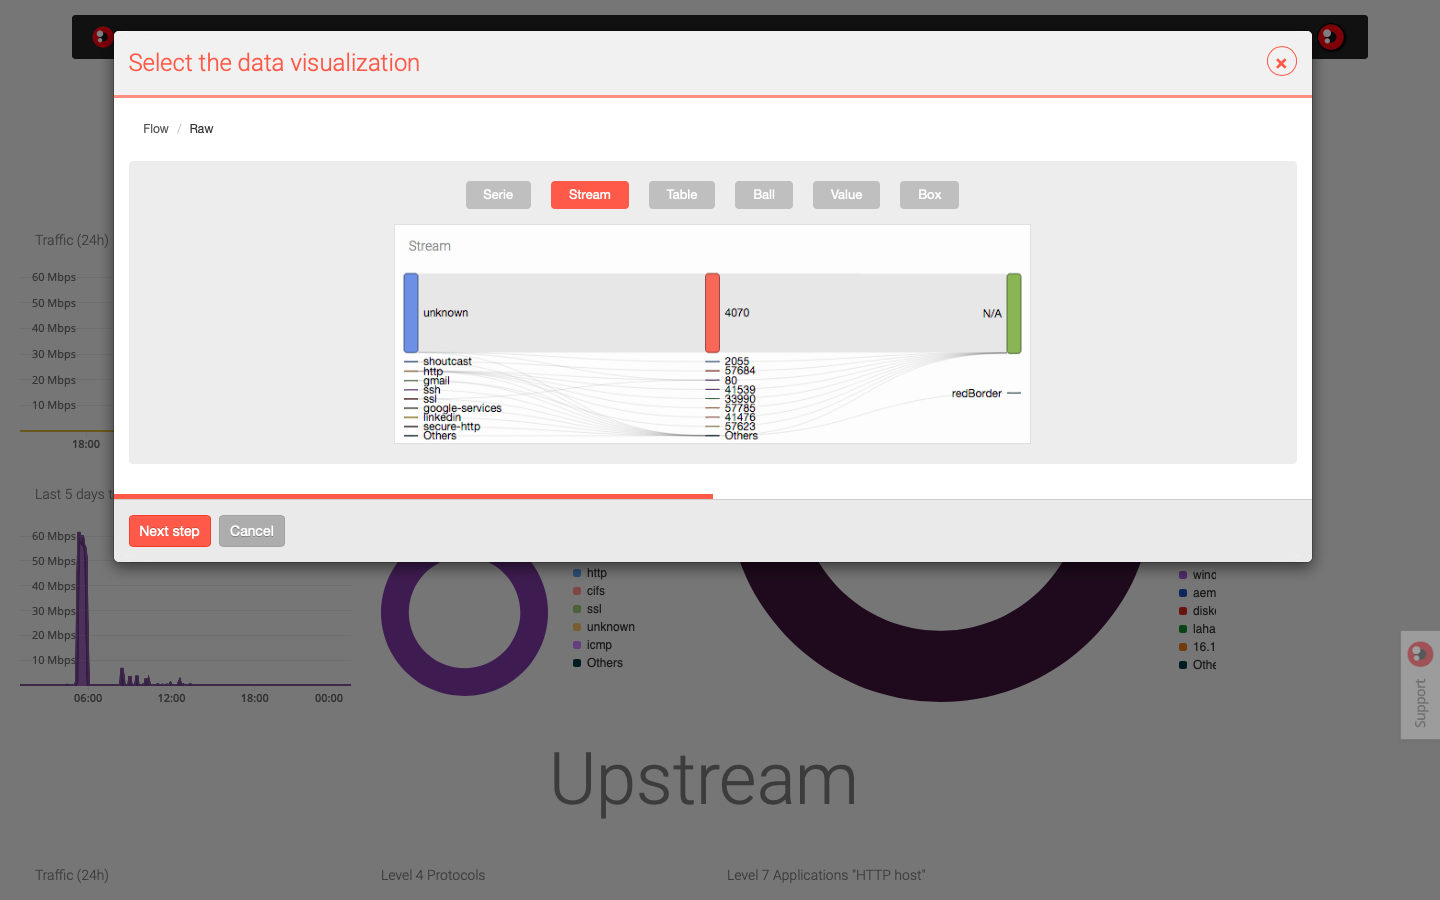 Select the data visualization
Flow / Raw
Serie
Stream
Table
Ball
Value
Box
Stream
unknown
4070
N/A
shoutcast
http
gmail
ssh
ssl
google-services
linkedin
secure-http
Others
2055
57684
80
41539
33990
57785
41476
57623
Others
redBorder
Next step
Cancel
Traffic (24h)
60 Mbps
50 Mbps
40 Mbps
30 Mbps
20 Mbps
10 Mbps
18:00
Last 5 days t
60 Mbps
50 Mbps
40 Mbps
30 Mbps
20 Mbps
10 Mbps
06:00
12:00
18:00
00:00
http
cifs
ssl
unknown
icmp
Others
wind
aem
disk
laha
16.1
Othe
Support
Upstream
Traffic (24h)
Level 4 Protocols
Level 7 Applications "HTTP host"